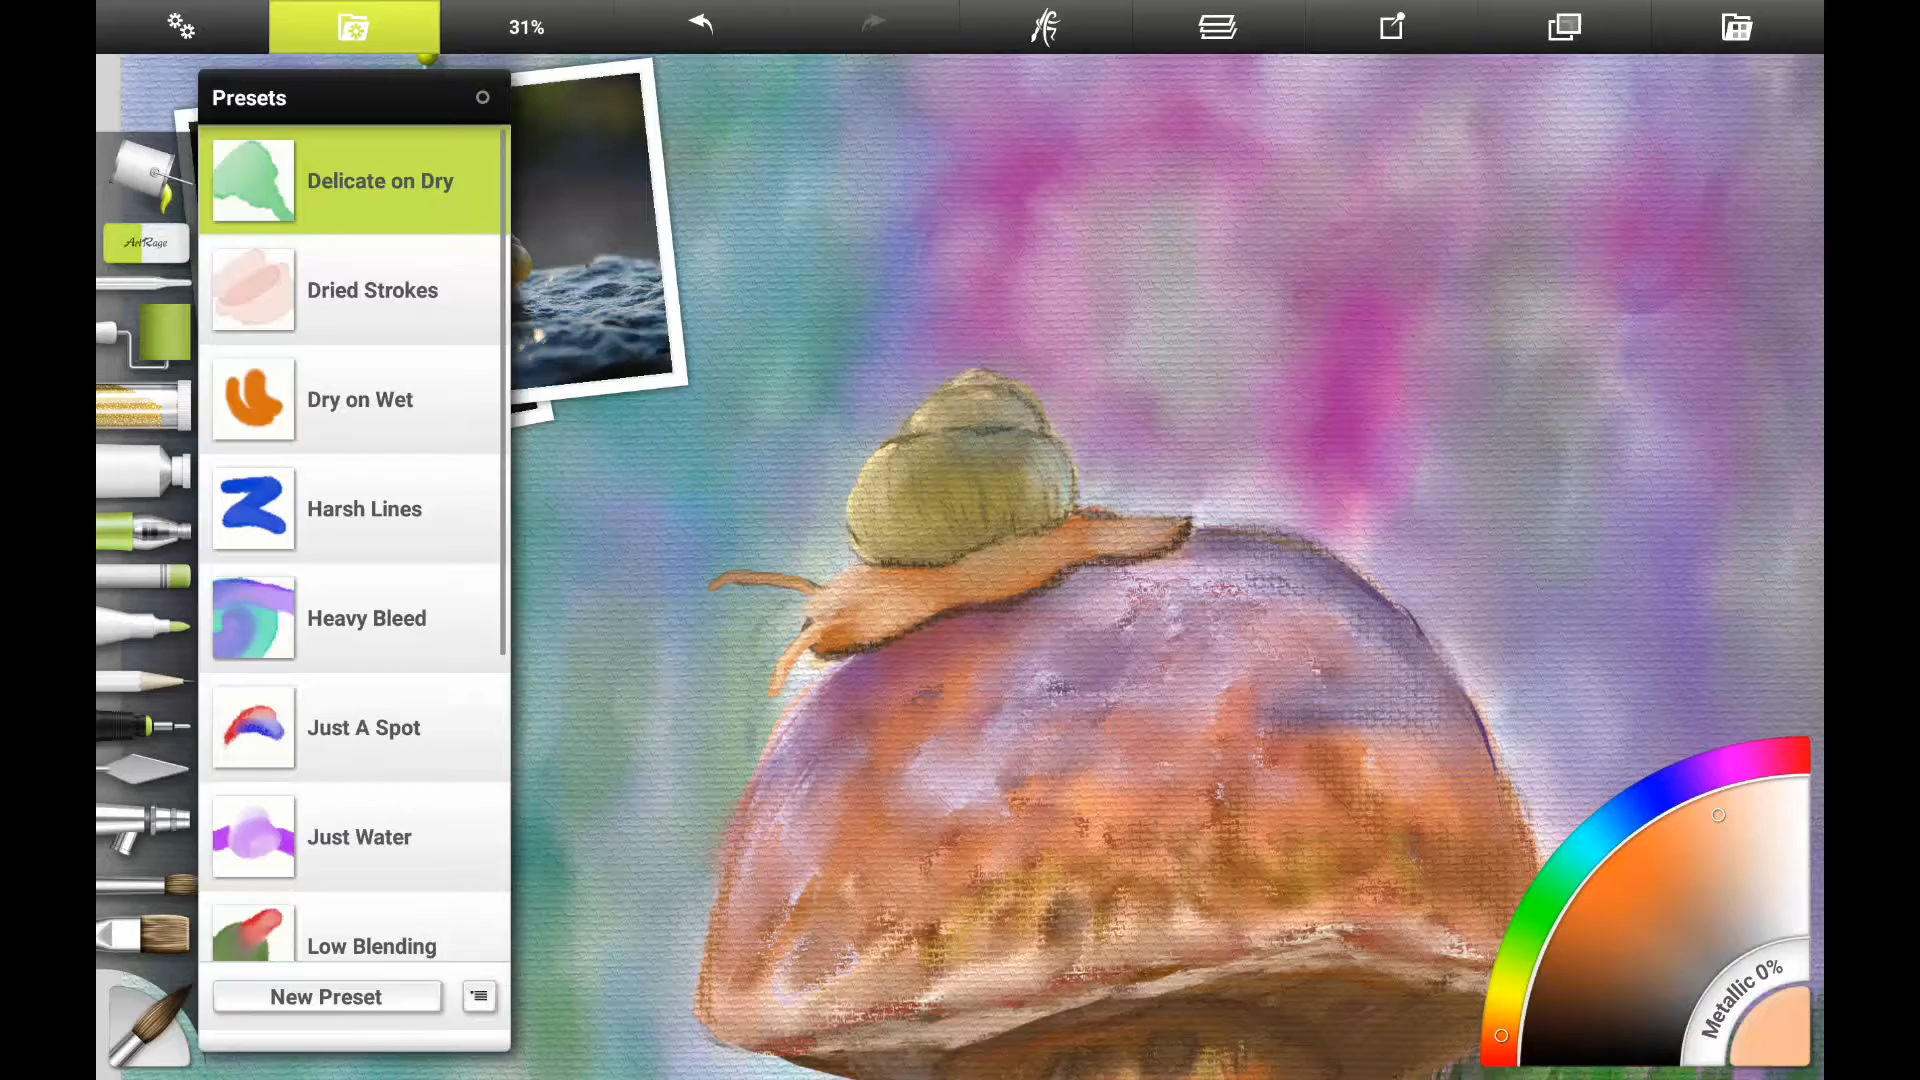 31%
Presets
Delicate on Dry
ArtRage
Dried Strokes
Dry on Wet
Harsh Lines
Heavy Bleed
Just A Spot
Just Water
Low Blending
New Preset
Metallic 0%